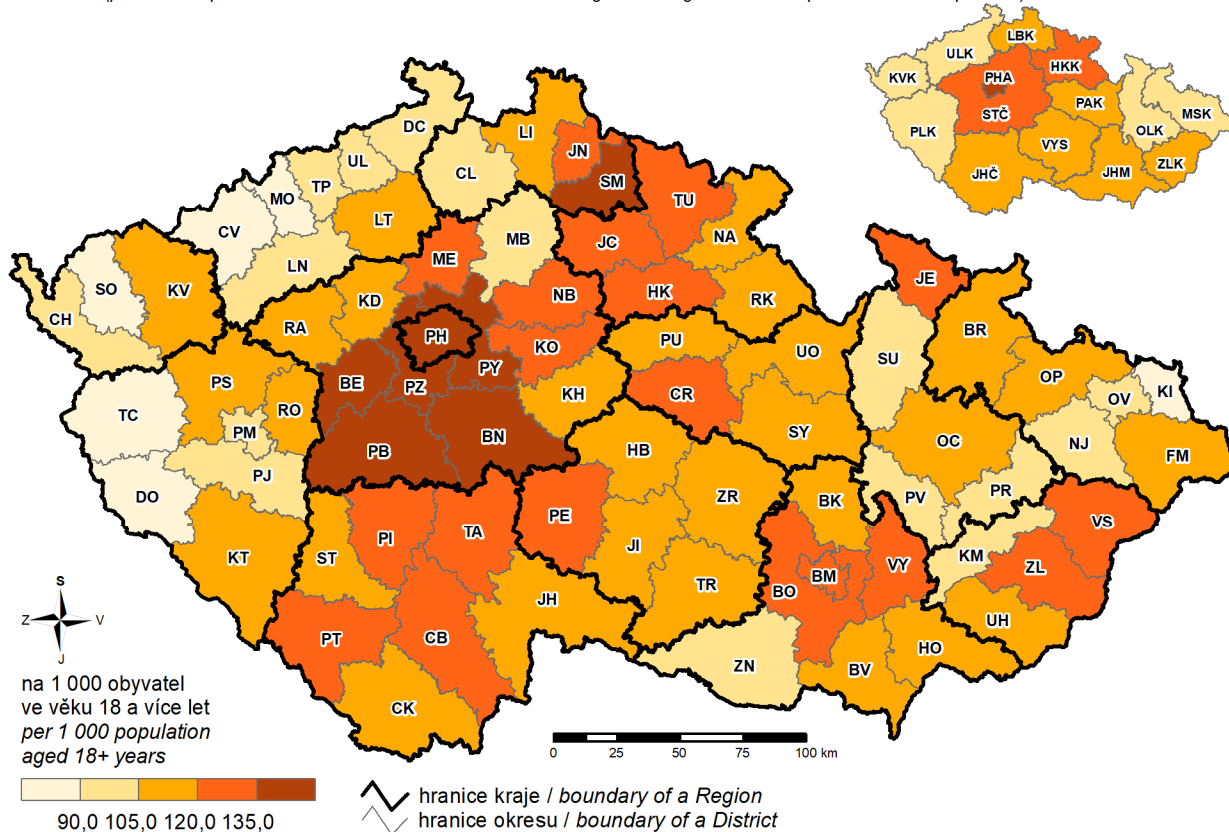 LBK
ULK
HKK
KVK
PHA
PAK
STČ
MSK
PLK
OLK
VYS
ZLK
JHČ
JHM
DC
LI
JN
UL
CL
SM
TP
MO
LT
TU
CV
MB
JC
NA
LN
ME
JE
SO
KV
KD
NB
HK
RK
CH
RA
BR
PH
KO
PU
UO
SU
PS
BE
PZ
PY
OP
KI
TC
RO
KH
CR
OV
PM
SY
OC
NJ
FM
PB
BN
HB
PJ
PR
DO
ZR
BK
PV
VS
PE
PI
TA
KM
ZL
KT
ST
JI
BM
VY
TR
BO
JH
UH
PT
CB
HO
ZN
BV
CK
S
Z V
J
na 1 000 obyvatel
ve věku 18 a více let
per 1 000 population
aged 18+ years
90,0 105,0 120,0 135,0
0 25 50 75 100 km
hranice kraje / boundary of a Region
hranice okresu / boundary of a District